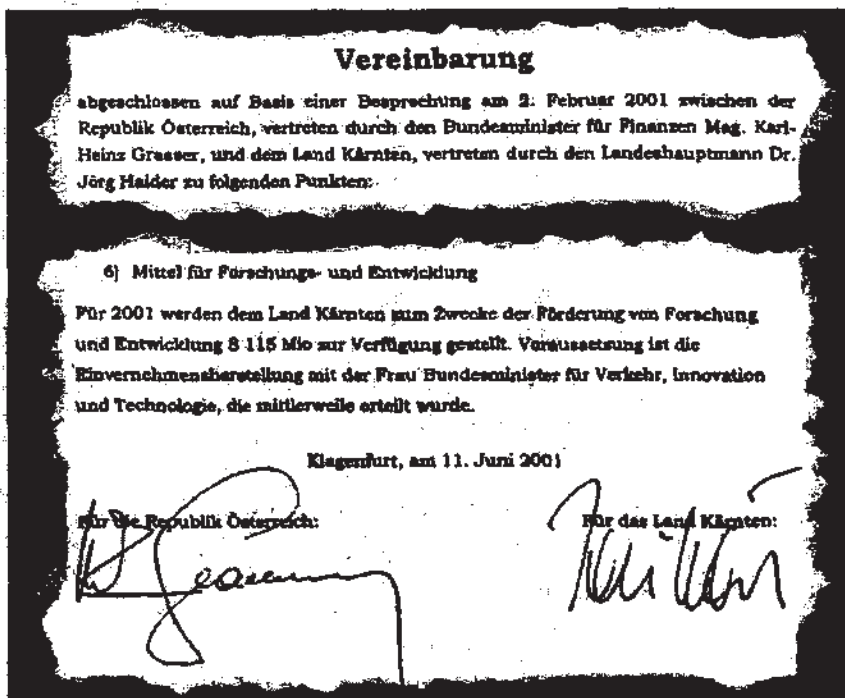 Vereinbarung
abgeschlossen auf Basis einer Besprechung am 2. Februar 2001 zwischen der
Republik Österreich, vertreten durch den Bundesminister für Finanzen Mag. Karl-
Heinz Grasser, und dem Land Kärnten, vertreten durch den Landeshauptmann Dr.
Jörg Haider zu folgenden Punkten:
6) Mittel für Forschungs- und Entwicklung
Für 2001 werden dem Land Kärnten zum Zwecke der Förderung von Forschung
und Entwicklung S 115 Mio zur Verfügung gestellt. Voraussetzung ist die
Einvernehmensherstellung mit der Frau Bundesminister für Verkehr, Innovation
und Technologie, die mittlerweile erteilt wurde.
Klagenfurt, am 11. Juni 2001
Für die Republik Österreich:
Für das Land Kärnten: